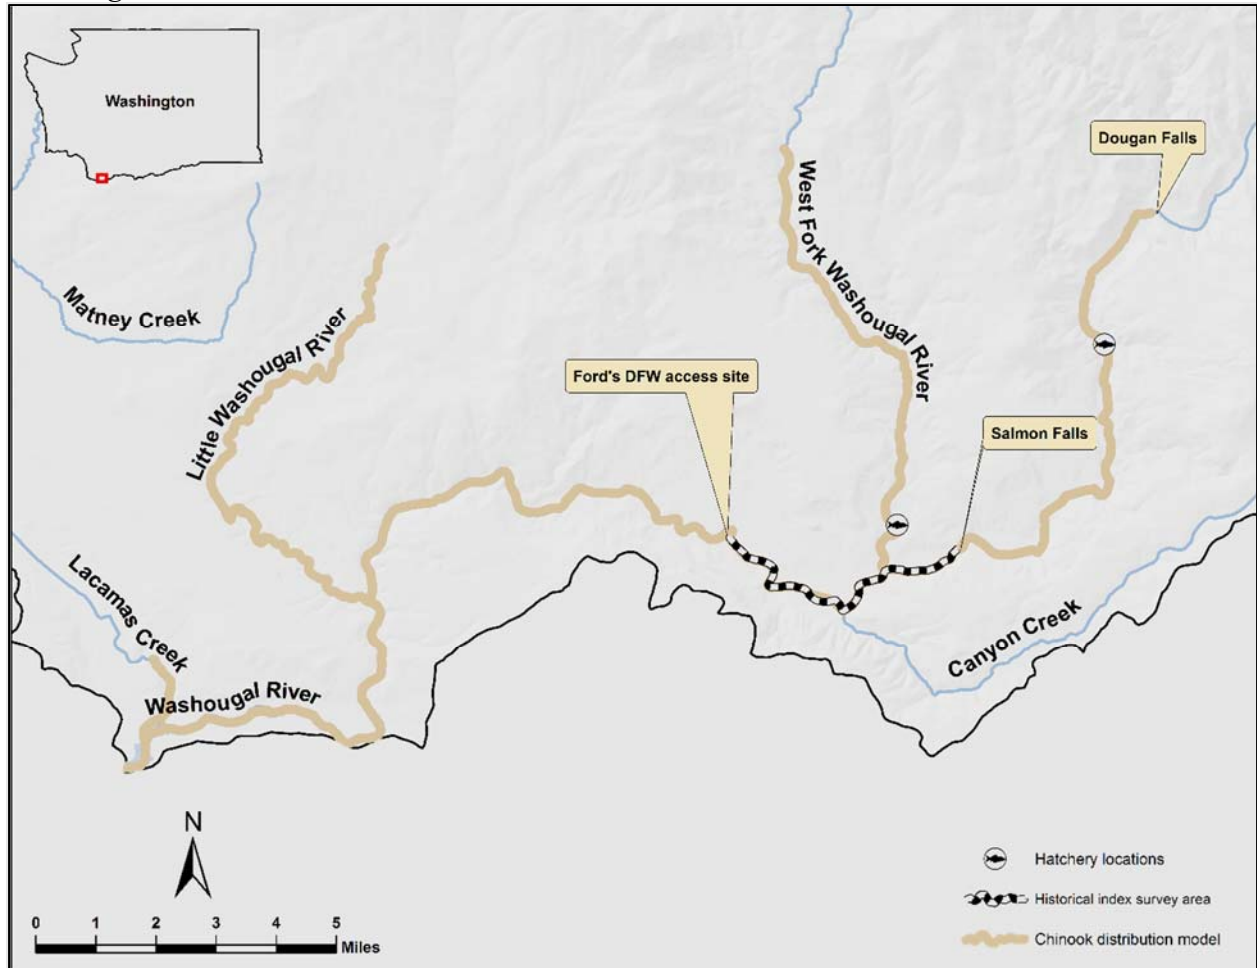 Washington
Dougan Falls
West Fork Washougal River
Matney Creek
Little Washougal River
Ford's DFW access site
Salmon Falls
Lacamas Creek
Canyon Creek
Washougal River
N
0 1 2 3 4 5
Miles
Hatchery locations
Historical index survey area
Chinook distribution model